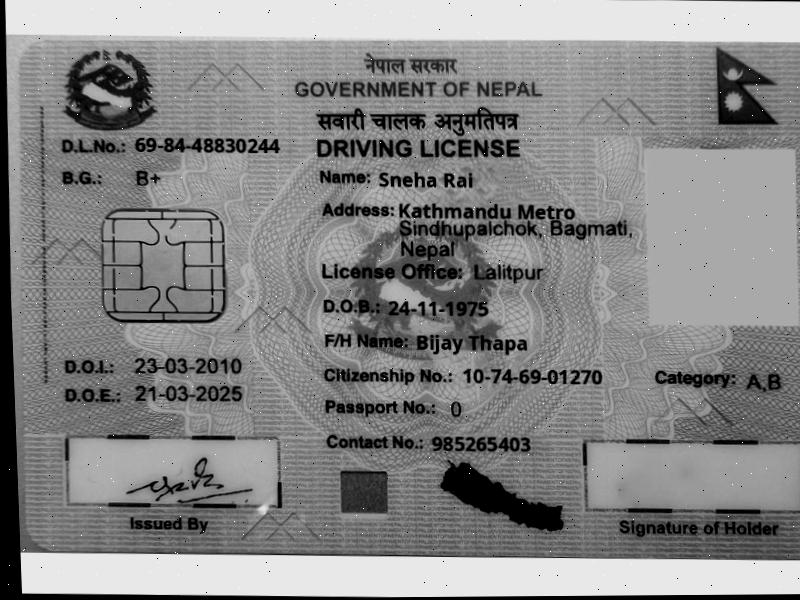 नेपाल सरकार
GOVERNMENT OF NEPAL
सवारी चालक अनुमतिपत्र
DRIVING LICENSE
D.L.No.: 69-84-48830244
B.G.: B+
Name: Sneha Rai
Address: Kathmandu Metro
Sindhupalchok, Bagmati,
Nepal
License Office: Lalitpur
D.O.B.: 24-11-1975
F/H Name: Bijay Thapa
D.O.I.: 23-03-2010
Citizenship No.: 10-74-69-01270
Category: A,B
D.O.E.: 21-03-2025
Passport No.: 0
Contact No.: 985265403
Issued By
Signature of Holder